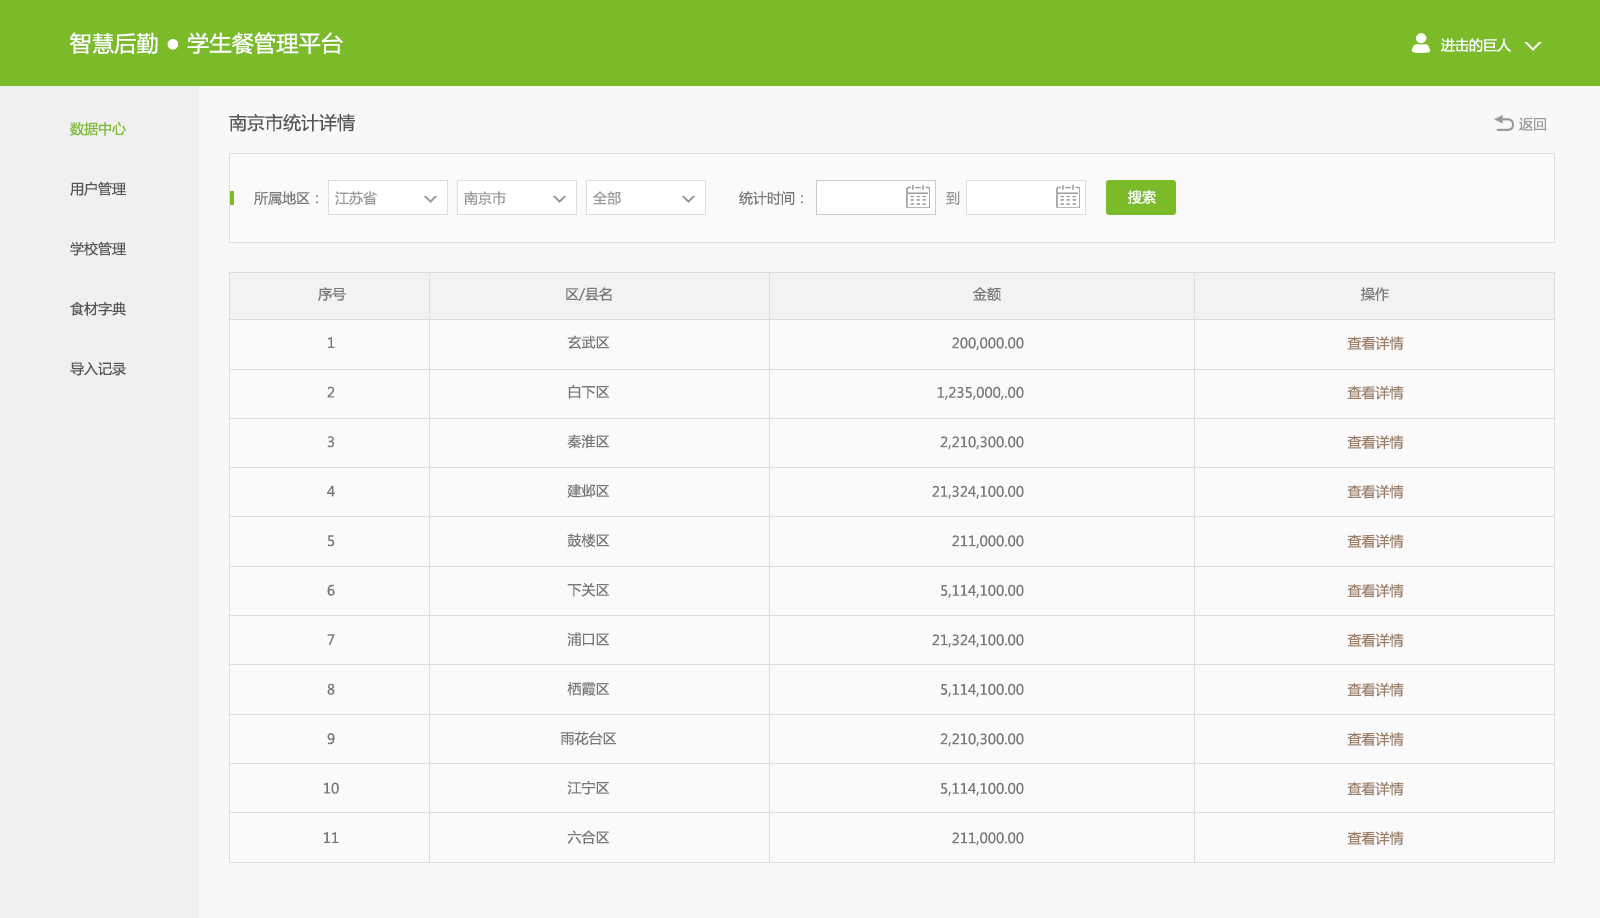 智慧后勤 ● 学生餐管理平台
进击的巨人
数据中心
用户管理
学校管理
食材字典
导入记录
南京市统计详情
返回
所属地区： 江苏省 南京市 全部 统计时间： 到 搜索
序号 区/县名 金额 操作
1 玄武区 200,000.00 查看详情
2 白下区 1,235,000,.00 查看详情
3 秦淮区 2,210,300.00 查看详情
4 建邺区 21,324,100.00 查看详情
5 鼓楼区 211,000.00 查看详情
6 下关区 5,114,100.00 查看详情
7 浦口区 21,324,100.00 查看详情
8 栖霞区 5,114,100.00 查看详情
9 雨花台区 2,210,300.00 查看详情
10 江宁区 5,114,100.00 查看详情
11 六合区 211,000.00 查看详情